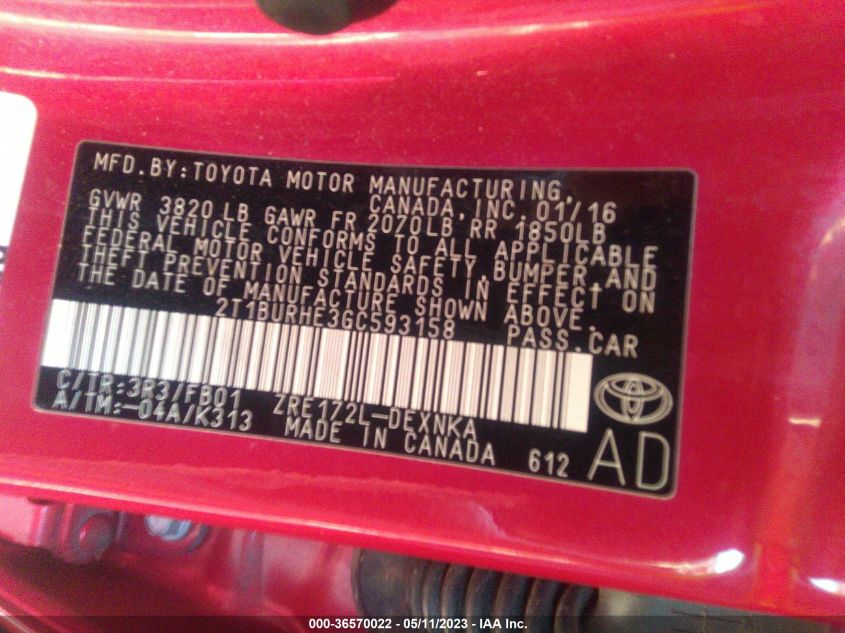 MFD.BY:TOYOTA MOTOR MANUFACTURING,
CANADA,INC.01/16
GVWR 3820LB GAWR FR 2070LB RR 1850LB
THIS VEHICLE CONFORMS TO ALL APPLICABLE
FEDERAL MOTOR VEHICLE SAFETY,BUMPER,AND
THEFT PREVENTION STANDARDS IN EFFECT ON
THE DATE OF MANUFACTURE SHOWN ABOVE.
2T1BURHE3GC593158 PASS.CAR
C/TR:3R3/FB01 ZRE172L-DEXNKA
A/TM:-04A/K313 MADE IN CANADA 612
AD
000-36570022 - 05/11/2023 - IAA Inc.